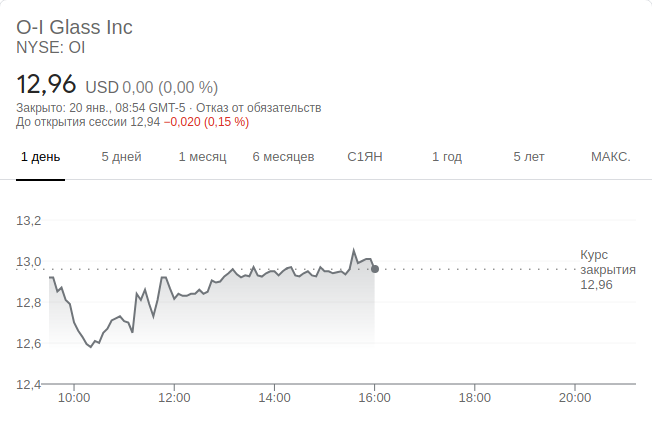 O-I Glass Inc
NYSE: OI
12,96 USD 0,00 (0,00 %)
Закрыто: 20 янв., 08:54 GMT-5 · Отказ от обязательств
До открытия сессии 12,94 −0,020 (0,15 %)
1 день 5 дней 1 месяц 6 месяцев С1ЯН 1 год 5 лет МАКС.
13,2
13,0
12,8
12,6
12,4
Курс
закрытия
12,96
10:00 12:00 14:00 16:00 18:00 20:00